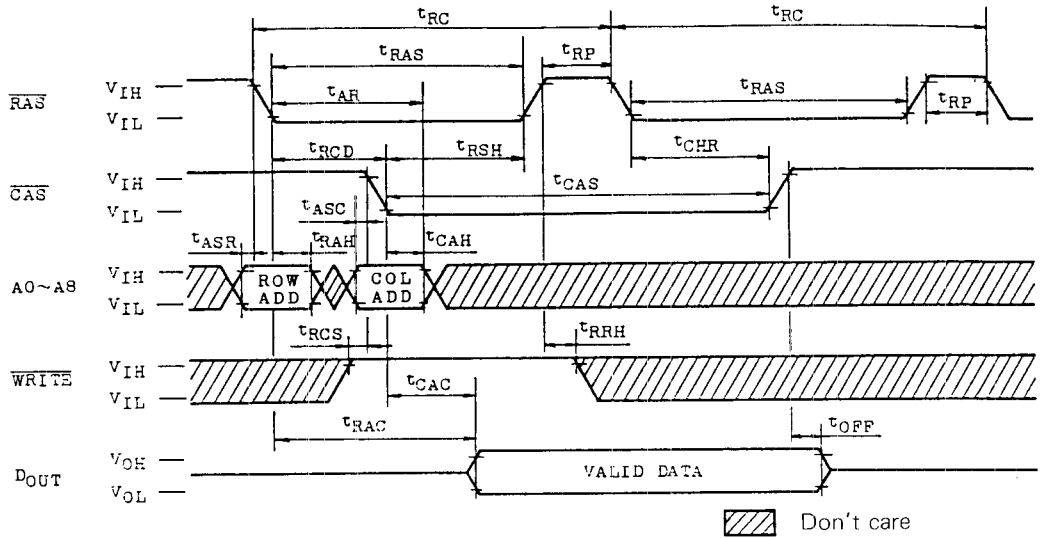 tRC tRC
tRAS tRP
tAR tRAS
RAS VIH tRP
VIL
tRCD tRSH tCHR
CAS VIH tCAS
VIL
tASC
tASR tRAH tCAH
A0~A8 VIH ROW COL
VIL ADD ADD
tRCS tRRH
WRITE VIH
VIL tCAC
tRAC tOFF
DOUT VOH VALID DATA
VOL
Don't care